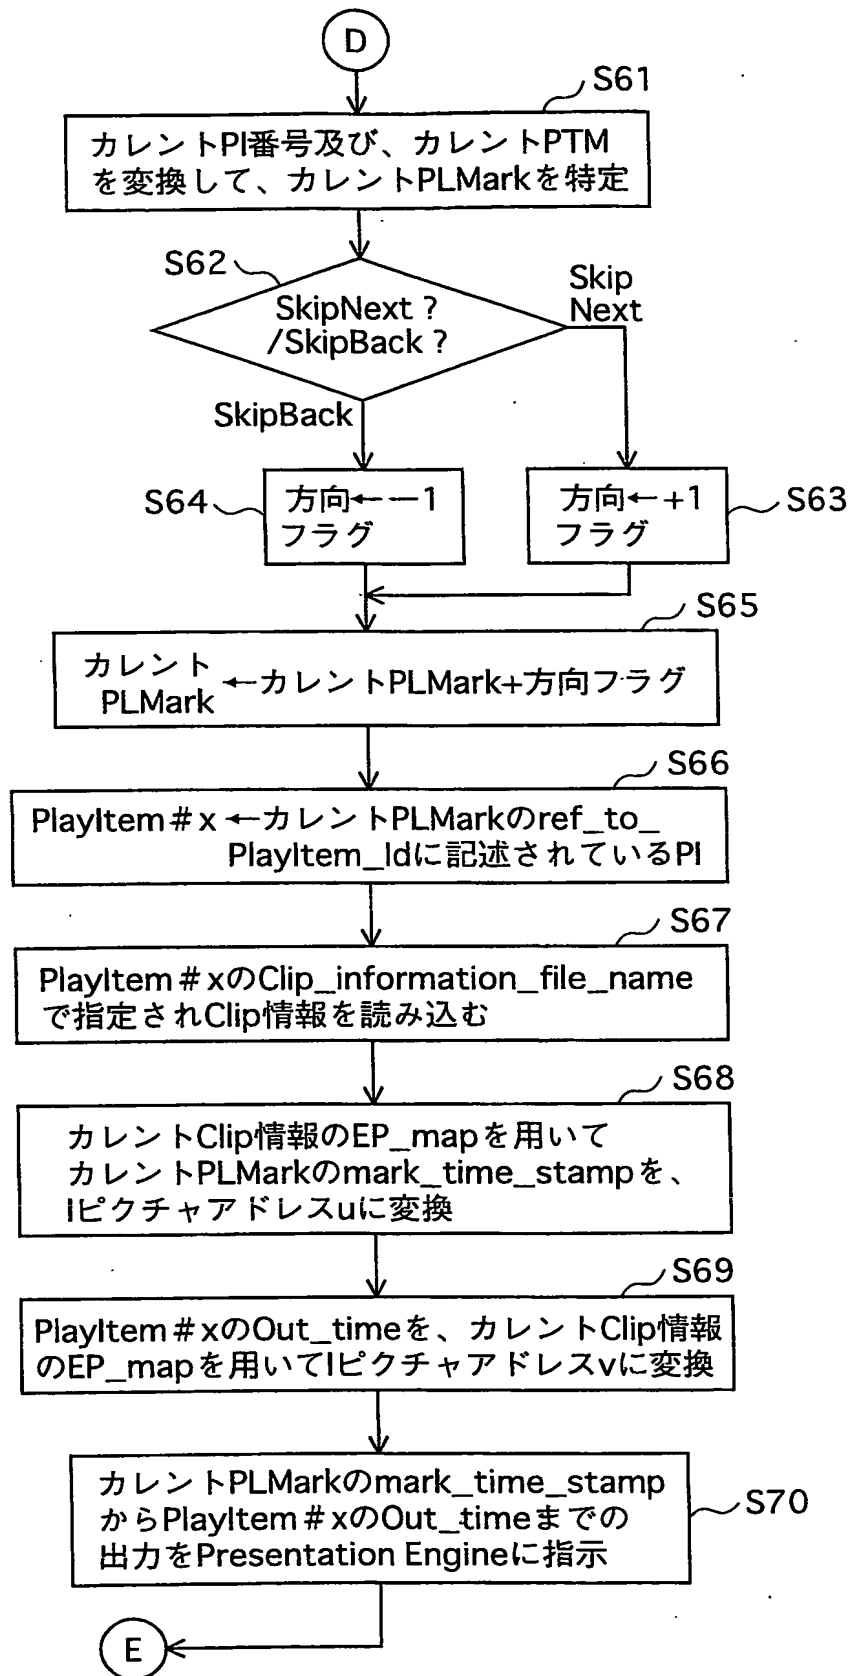 D
S61
カレントPI番号及び、カレントPTM
を変換して、カレントPLMarkを特定
S62
SkipNext ?
/SkipBack ?
Skip
Next
SkipBack
S64
方向←−1
フラグ
方向←+1
フラグ
S63
S65
カレント
PLMark
←カレントPLMark+方向フラグ
S66
PlayItem#x←カレントPLMarkのref_to_
PlayItem_Idに記述されているPI
S67
PlayItem#xのClip_information_file_name
で指定されClip情報を読み込む
S68
カレントClip情報のEP_mapを用いて
カレントPLMarkのmark_time_stampを、
Iピクチャアドレスuに変換
S69
PlayItem#xのOut_timeを、カレントClip情報
のEP_mapを用いてIピクチャアドレスvに変換
カレントPLMarkのmark_time_stamp
からPlayItem#xのOut_timeまでの
出力をPresentation Engineに指示
S70
E